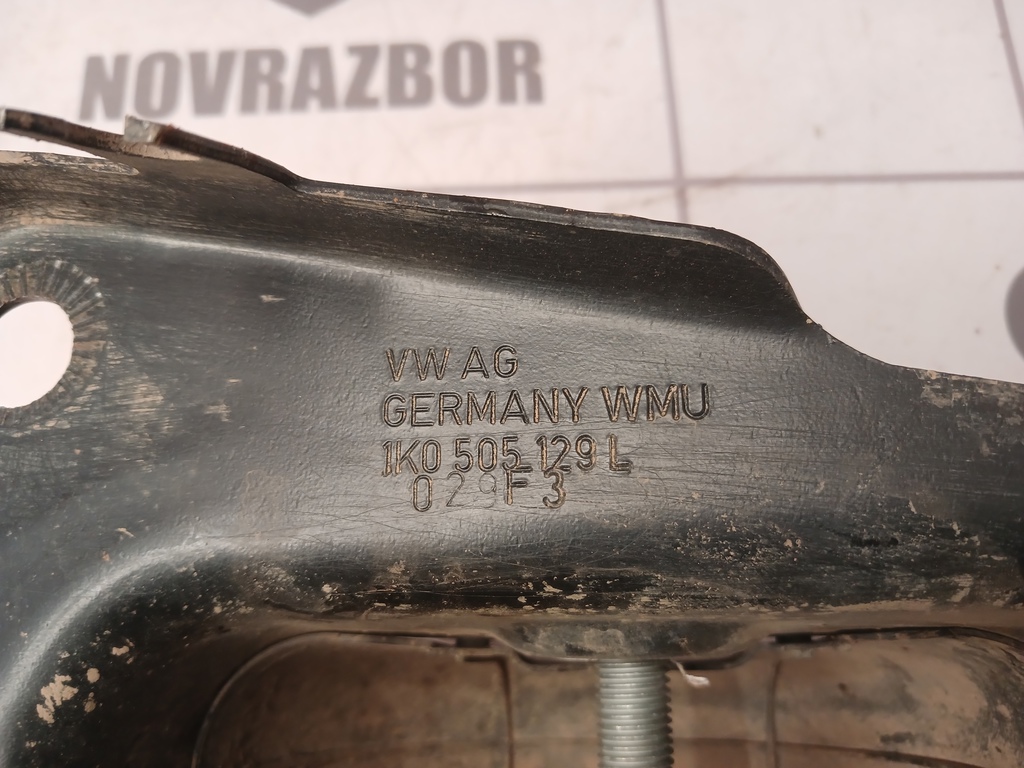 NOVRAZBOR
VW AG
GERMANY WMU
1K0 505 129 L
029F3